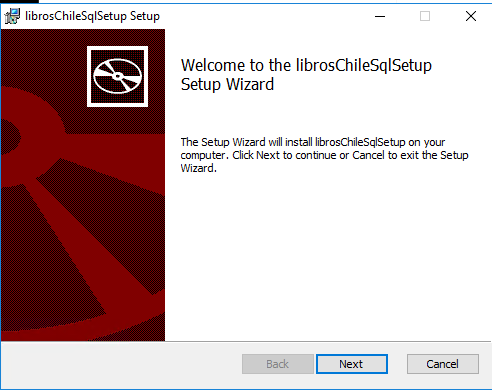 librosChileSqlSetup Setup
Welcome to the librosChileSqlSetup
Setup Wizard
The Setup Wizard will install librosChileSqlSetup on your
computer. Click Next to continue or Cancel to exit the Setup
Wizard.
Back
Next
Cancel